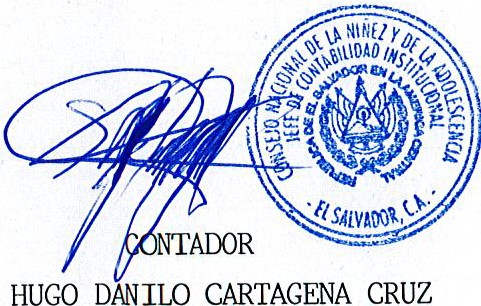 CONSEJO NACIONAL DE LA NIÑEZ Y DE LA ADOLESCENCIA
JEFE DE CONTABILIDAD INSTITUCIONAL
REPUBLICA DE EL SALVADOR EN LA AMERICA CENTRAL
- EL SALVADOR, C.A. -
CONTADOR
HUGO DANILO CARTAGENA CRUZ